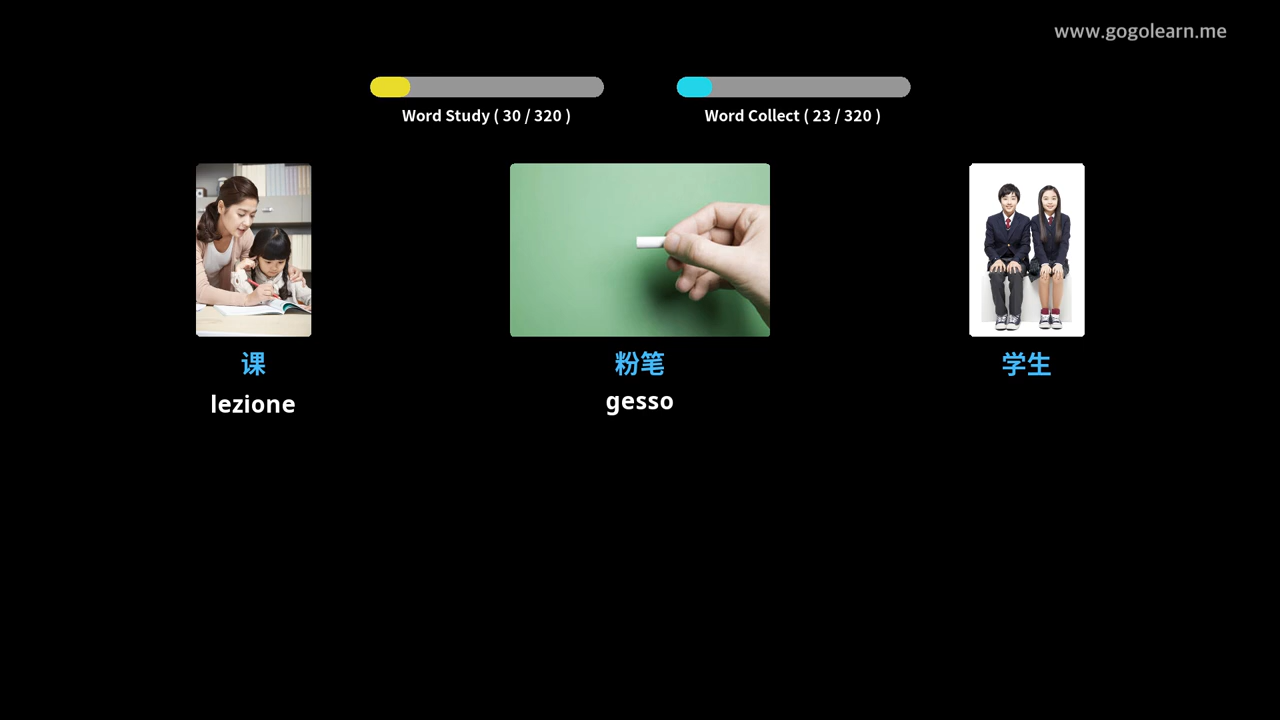 www.gogolearn.me
Word Study ( 30 / 320 )
Word Collect ( 23 / 320 )
课
粉笔
学生
lezione
gesso